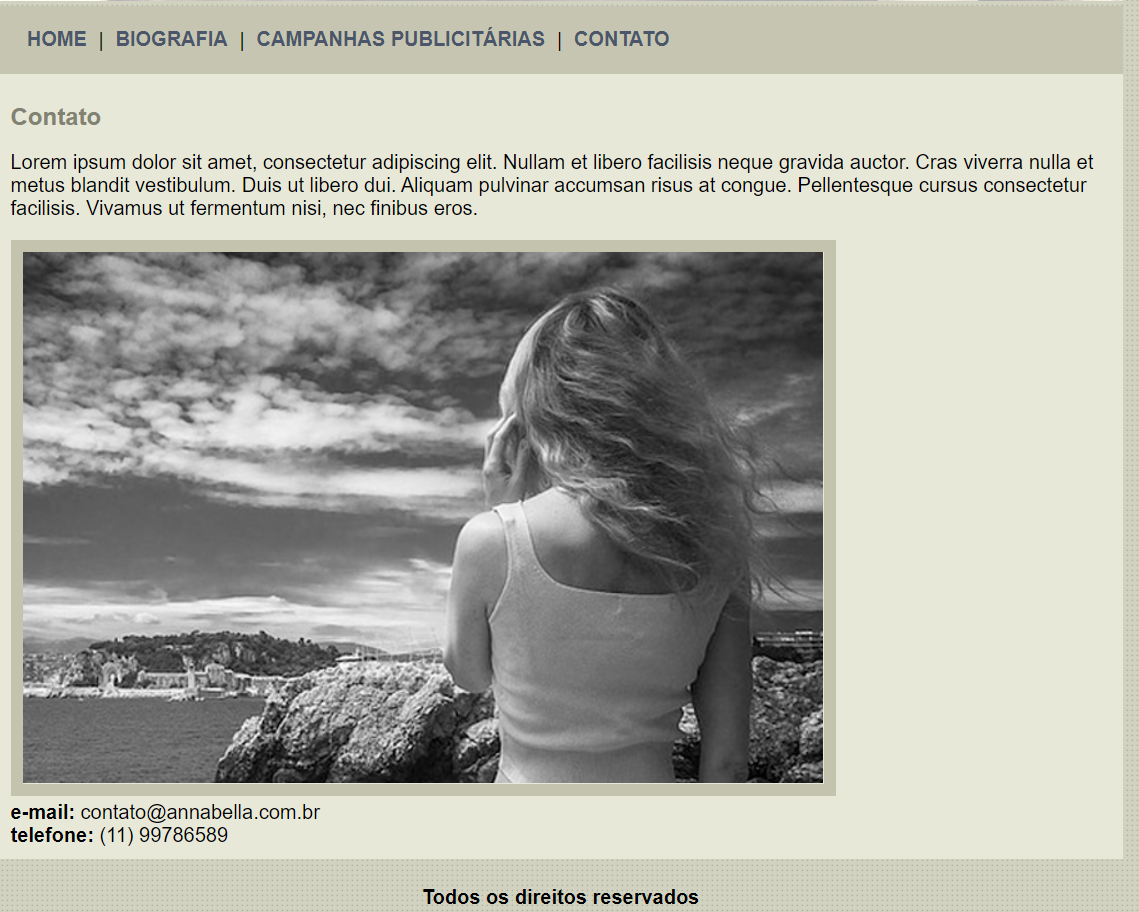 HOME | BIOGRAFIA | CAMPANHAS PUBLICITÁRIAS | CONTATO
Contato
Lorem ipsum dolor sit amet, consectetur adipiscing elit. Nullam et libero facilisis neque gravida auctor. Cras viverra nulla et
metus blandit vestibulum. Duis ut libero dui. Aliquam pulvinar accumsan risus at congue. Pellentesque cursus consectetur
facilisis. Vivamus ut fermentum nisi, nec finibus eros.
e-mail: contato@annabella.com.br
telefone: (11) 99786589
Todos os direitos reservados